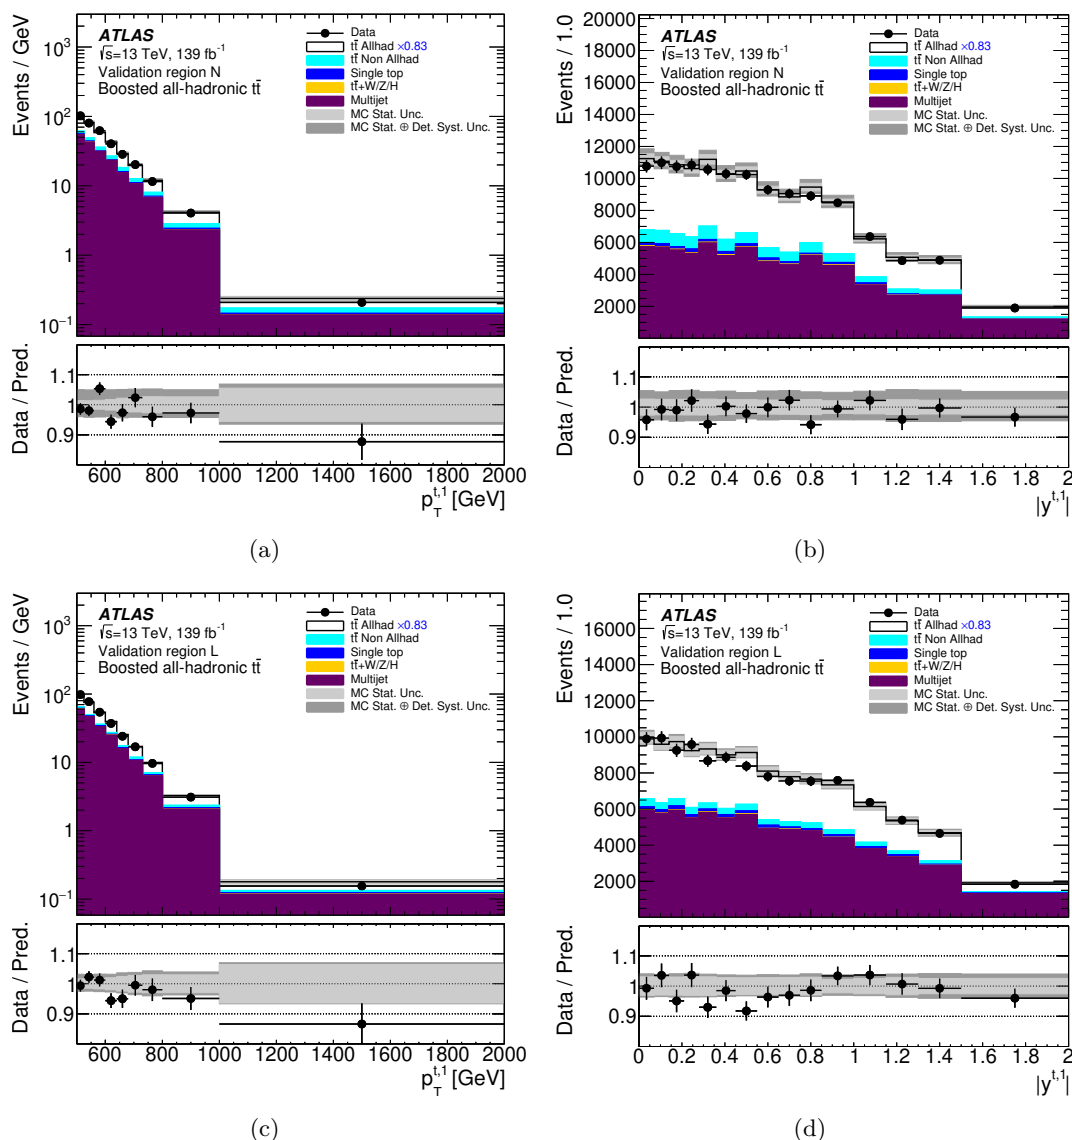 ATLAS
√s=13 TeV, 139 fb⁻¹
Validation region N
Boosted all-hadronic tt̄
Data
tt̄ Allhad ×0.83
tt̄ Non Allhad
Single top
tt̄+W/Z/H
Multijet
MC Stat. Unc.
MC Stat. ⊕ Det. Syst. Unc.
Events / GeV
10³
10²
10
1
10⁻¹
Data / Pred.
1.1
1
0.9
600 800 1000 1200 1400 1600 1800 2000
p_T^{t,1} [GeV]
(a)
ATLAS
√s=13 TeV, 139 fb⁻¹
Validation region N
Boosted all-hadronic tt̄
Data
tt̄ Allhad ×0.83
tt̄ Non Allhad
Single top
tt̄+W/Z/H
Multijet
MC Stat. Unc.
MC Stat. ⊕ Det. Syst. Unc.
Events / 1.0
20000
18000
16000
14000
12000
10000
8000
6000
4000
2000
Data / Pred.
1.1
1
0.9
0 0.2 0.4 0.6 0.8 1 1.2 1.4 1.6 1.8 2
|y^{t,1}|
(b)
ATLAS
√s=13 TeV, 139 fb⁻¹
Validation region L
Boosted all-hadronic tt̄
Data
tt̄ Allhad ×0.83
tt̄ Non Allhad
Single top
tt̄+W/Z/H
Multijet
MC Stat. Unc.
MC Stat. ⊕ Det. Syst. Unc.
Events / GeV
10³
10²
10
1
10⁻¹
Data / Pred.
1.1
1
0.9
600 800 1000 1200 1400 1600 1800 2000
p_T^{t,1} [GeV]
(c)
ATLAS
√s=13 TeV, 139 fb⁻¹
Validation region L
Boosted all-hadronic tt̄
Data
tt̄ Allhad ×0.83
tt̄ Non Allhad
Single top
tt̄+W/Z/H
Multijet
MC Stat. Unc.
MC Stat. ⊕ Det. Syst. Unc.
Events / 1.0
16000
14000
12000
10000
8000
6000
4000
2000
Data / Pred.
1.1
1
0.9
0 0.2 0.4 0.6 0.8 1 1.2 1.4 1.6 1.8 2
|y^{t,1}|
(d)